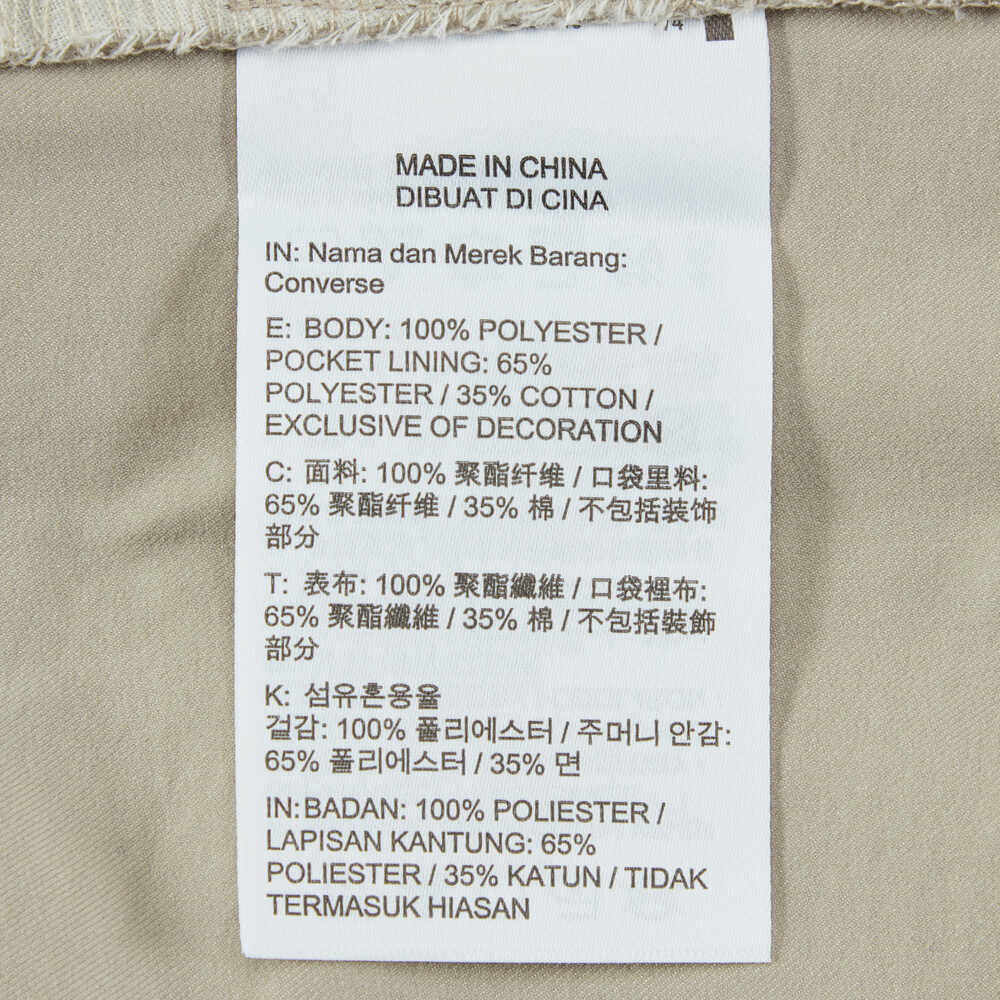 MADE IN CHINA
DIBUAT DI CINA
IN: Nama dan Merek Barang:
Converse
E: BODY: 100% POLYESTER /
POCKET LINING: 65%
POLYESTER / 35% COTTON /
EXCLUSIVE OF DECORATION
C: 面料: 100% 聚酯纤维 / 口袋里料:
65% 聚酯纤维 / 35% 棉 / 不包括装饰
部分
T: 表布: 100% 聚酯纖維 / 口袋裡布:
65% 聚酯纖維 / 35% 棉 / 不包括裝飾
部分
K: 섬유혼용율
겉감: 100% 폴리에스터 / 주머니 안감:
65% 폴리에스터 / 35% 면
IN:BADAN: 100% POLIESTER /
LAPISAN KANTUNG: 65%
POLIESTER / 35% KATUN / TIDAK
TERMASUK HIASAN